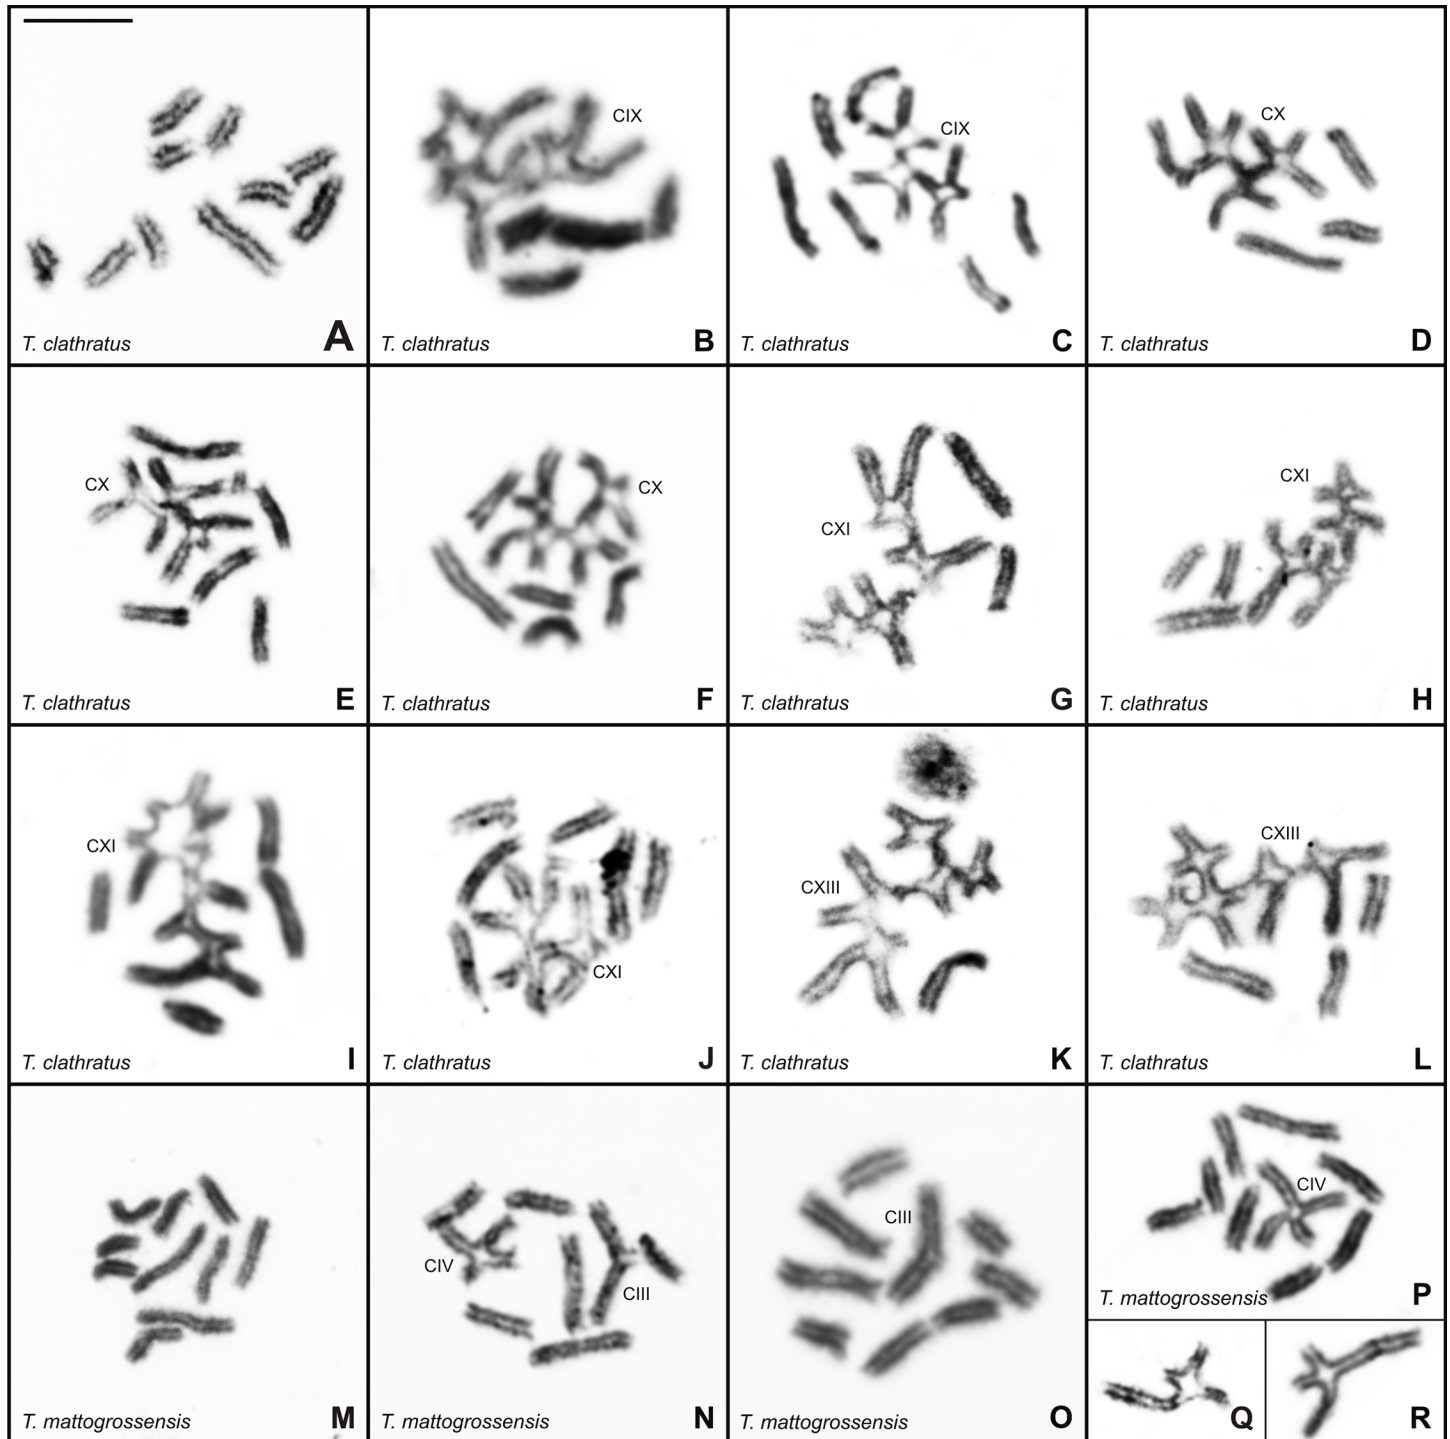 T. clathratus A
CIX
T. clathratus B
CIX
T. clathratus C
CX
T. clathratus D
CX
T. clathratus E
CX
T. clathratus F
CXI
T. clathratus G
CXI
T. clathratus H
CXI
T. clathratus I
CXI
T. clathratus J
CXIII
T. clathratus K
CXIII
T. clathratus L
T. mattogrossensis M
CIV
CIII
T. mattogrossensis N
CIII
T. mattogrossensis O
CIV
T. mattogrossensis P
Q
R